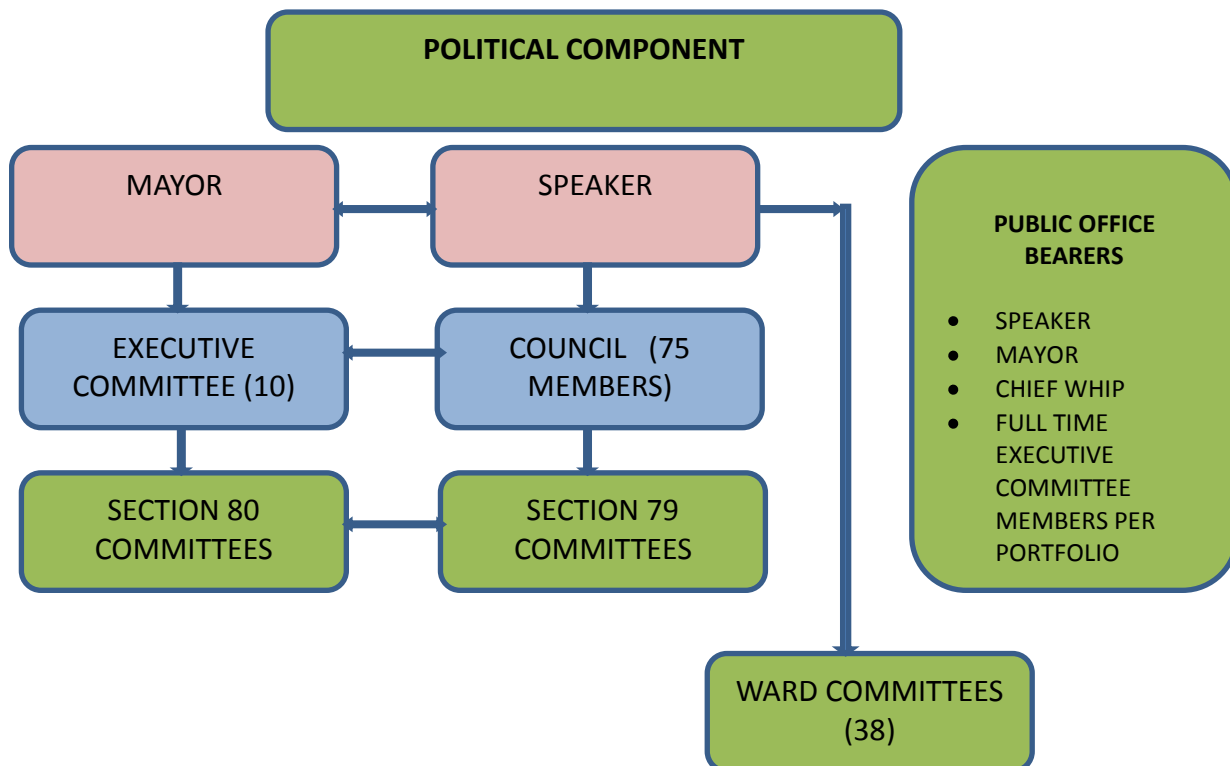 POLITICAL COMPONENT
MAYOR
SPEAKER
EXECUTIVE
COMMITTEE (10)
COUNCIL (75
MEMBERS)
SECTION 80
COMMITTEES
SECTION 79
COMMITTEES
WARD COMMITTEES
(38)
PUBLIC OFFICE
BEARERS
• SPEAKER
• MAYOR
• CHIEF WHIP
• FULL TIME
EXECUTIVE
COMMITTEE
MEMBERS PER
PORTFOLIO